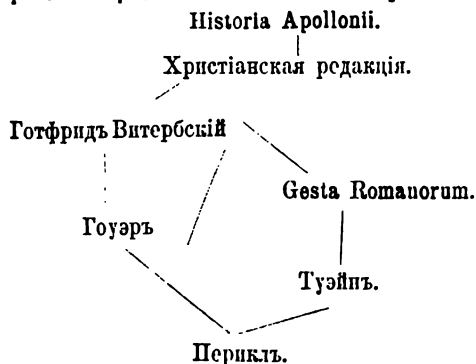 Historia Apollonii.
Христіанская редакція.
Готфридъ Витербскій
Gesta Romanorum.
Гоуэръ
Туэйнъ.
Периклъ.